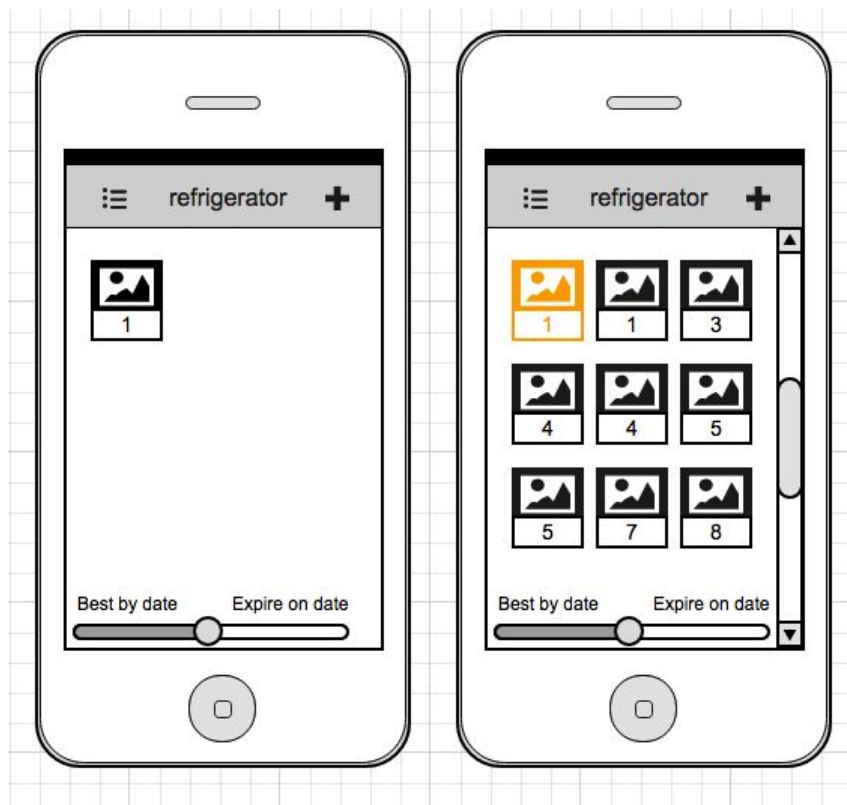 refrigerator
1
Best by date Expire on date
refrigerator
1 1 3
4 4 5
5 7 8
Best by date Expire on date